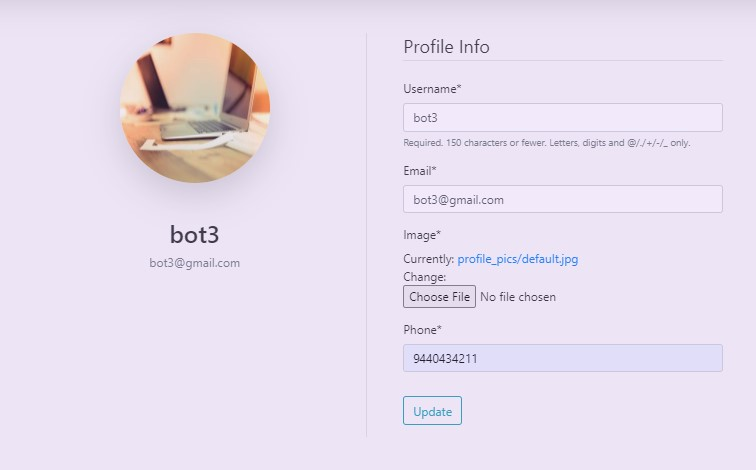 bot3
bot3@gmail.com
Profile Info
Username*
bot3
Required. 150 characters or fewer. Letters, digits and @/./+/-/_ only.
Email*
bot3@gmail.com
Image*
Currently: profile_pics/default.jpg
Change:
Choose File No file chosen
Phone*
9440434211
Update